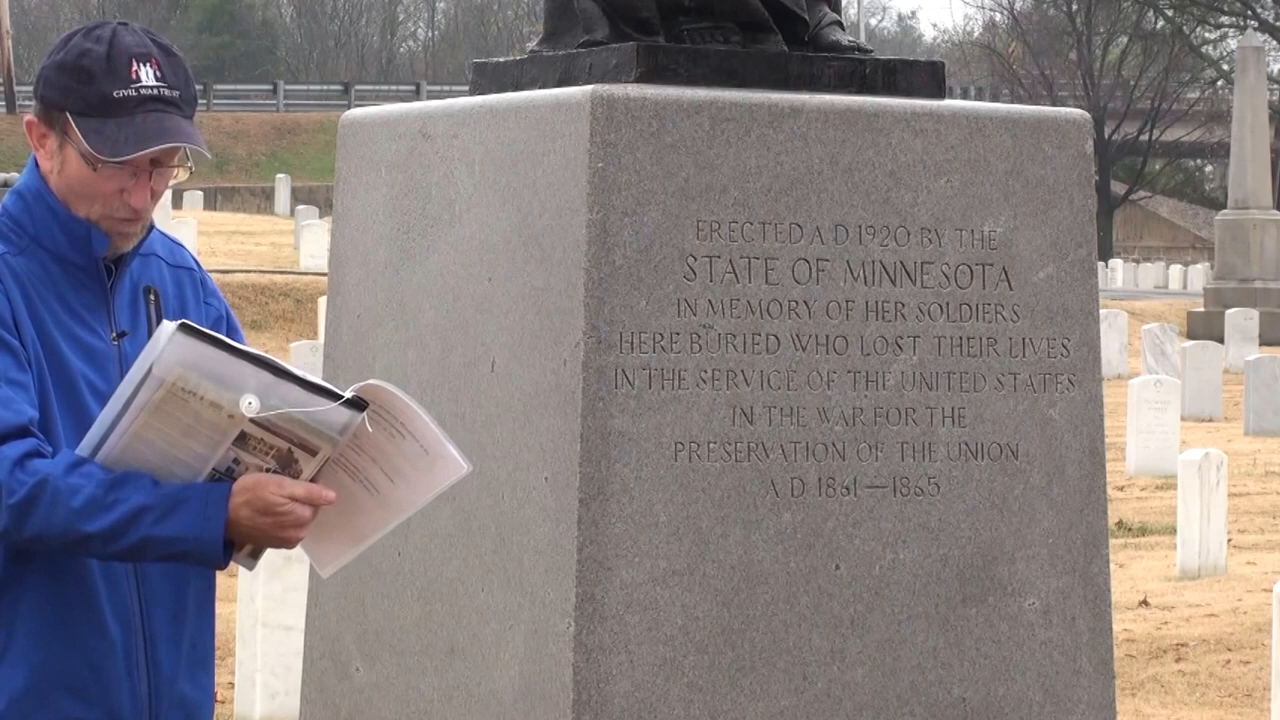 CIVIL WAR TRUST
ERECTED A D 1920 BY THE
STATE OF MINNESOTA
IN MEMORY OF HER SOLDIERS
HERE BURIED WHO LOST THEIR LIVES
IN THE SERVICE OF THE UNITED STATES
IN THE WAR FOR THE
PRESERVATION OF THE UNION
A D 1861—1865